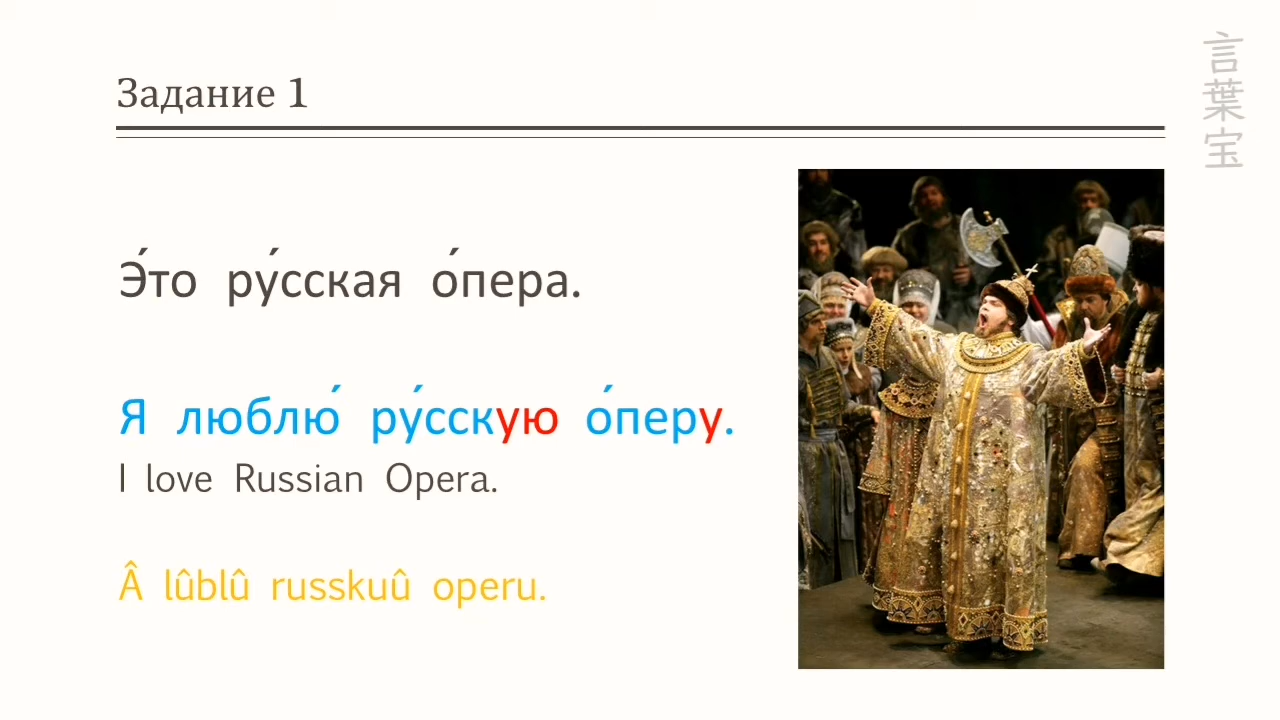 Задание 1
言葉宝
Э́то ру́сская о́пера.
Я люблю́ ру́сскую о́перу.
I love Russian Opera.
Â lûblû russkuû operu.